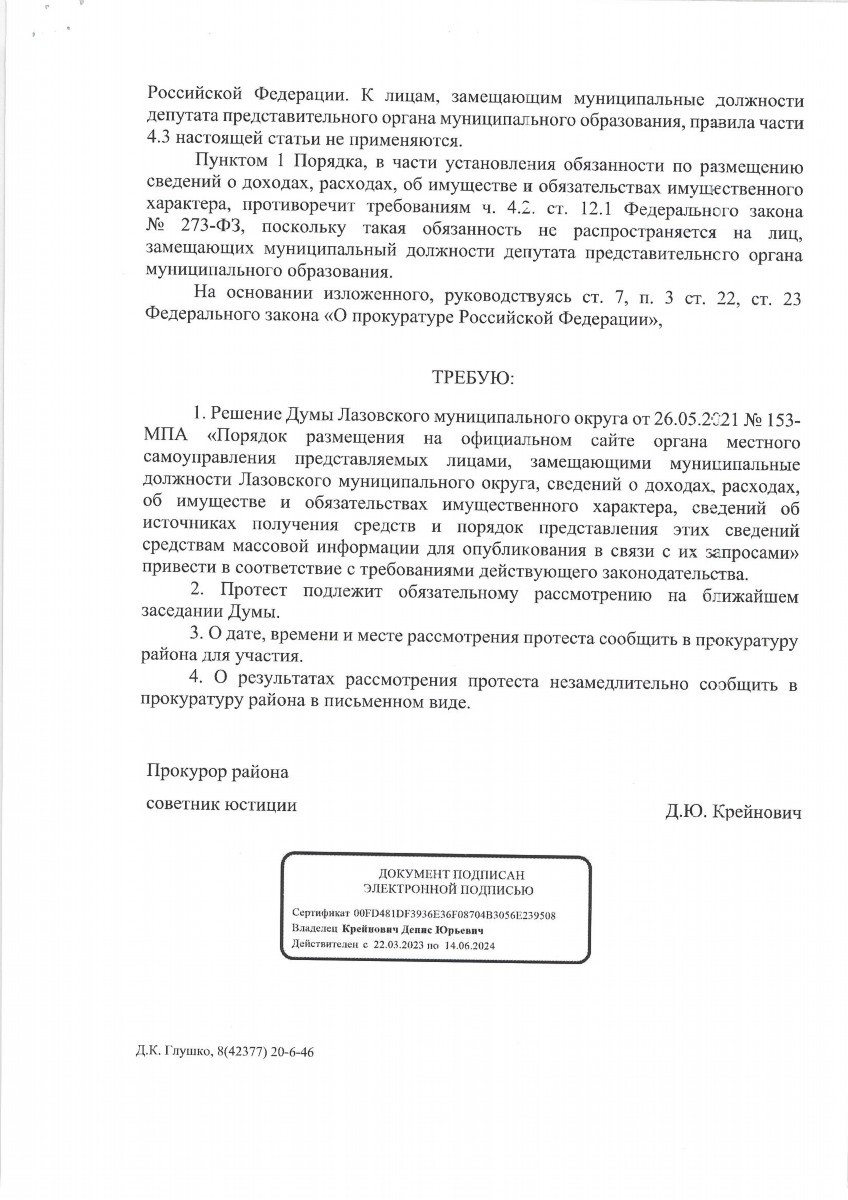 Российской Федерации. К лицам, замещающим муниципальные должности
депутата представительного органа муниципального образования, правила части
4.3 настоящей статьи не применяются.
Пунктом 1 Порядка, в части установления обязанности по размещению
сведений о доходах, расходах, об имуществе и обязательствах имущественного
характера, противоречит требованиям ч. 4.2. ст. 12.1 Федерального закона
№ 273-ФЗ, поскольку такая обязанность не распространяется на лиц,
замещающих муниципальный должности депутата представительного органа
муниципального образования.
На основании изложенного, руководствуясь ст. 7, п. 3 ст. 22, ст. 23
Федерального закона «О прокуратуре Российской Федерации»,
ТРЕБУЮ:
1. Решение Думы Лазовского муниципального округа от 26.05.2021 № 153-
МПА «Порядок размещения на официальном сайте органа местного
самоуправления представляемых лицами, замещающими муниципальные
должности Лазовского муниципального округа, сведений о доходах, расходах,
об имуществе и обязательствах имущественного характера, сведений об
источниках получения средств и порядок представления этих сведений
средствам массовой информации для опубликования в связи с их запросами»
привести в соответствие с требованиями действующего законодательства.
2. Протест подлежит обязательному рассмотрению на ближайшем
заседании Думы.
3. О дате, времени и месте рассмотрения протеста сообщить в прокуратуру
района для участия.
4. О результатах рассмотрения протеста незамедлительно сообщить в
прокуратуру района в письменном виде.
Прокурор района
советник юстиции
Д.Ю. Крейнович
ДОКУМЕНТ ПОДПИСАН
ЭЛЕКТРОННОЙ ПОДПИСЬЮ
Сертификат 00FD481DF3936E36F08704B3056E239508
Владелец Крейнович Денис Юрьевич
Действителен с 22.03.2023 по 14.06.2024
Д.К. Глушко, 8(42377) 20-6-46